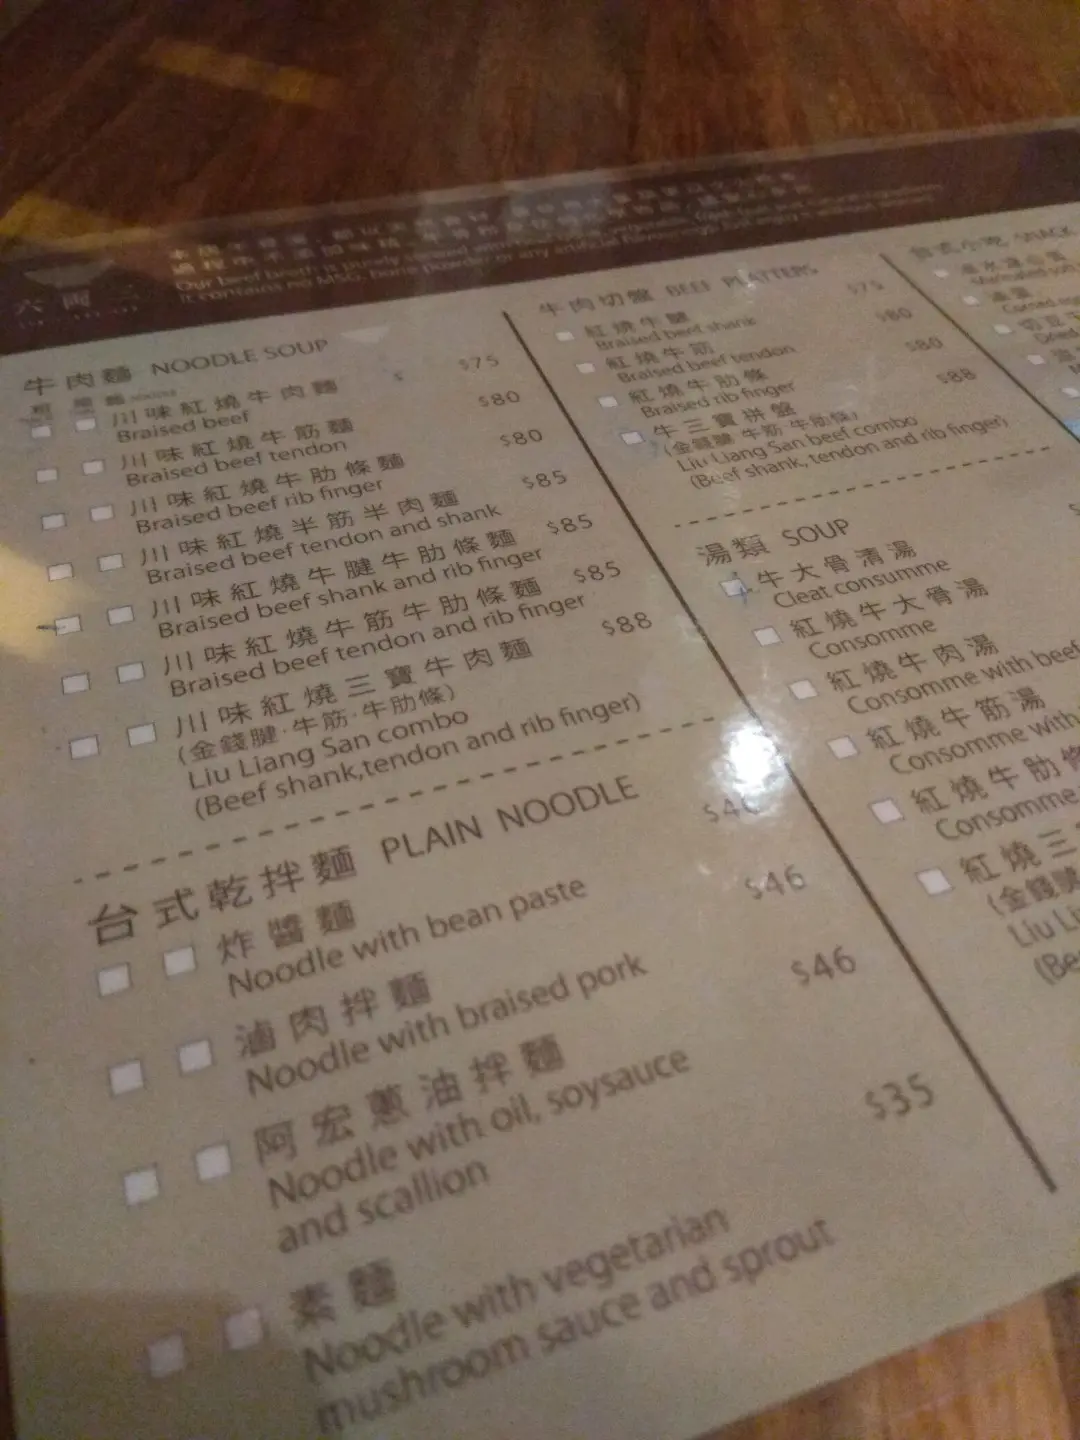 Our beef broth is purely
It contains no MSG, bone powder or any artificial flavourings
六 兩 三
牛肉麵 NOODLE SOUP
川味紅燒牛肉麵 $75
Braised beef
川味紅燒牛筋麵 $80
Braised beef tendon
川味紅燒牛肋條麵 $80
Braised beef rib finger
川味紅燒半筋半肉麵 $85
Braised beef tendon and shank
川味紅燒牛腱牛肋條麵 $85
Braised beef shank and rib finger
川味紅燒牛筋牛肋條麵 $85
Braised beef tendon and rib finger
川味紅燒三寶牛肉麵 $88
(金錢腱·牛筋·牛肋條)
Liu Liang San combo
(Beef shank,tendon and rib finger)
台式乾拌麵 PLAIN NOODLE
炸醬麵
Noodle with bean paste
滷肉拌麵 $46
Noodle with braised pork
阿宏蔥油拌麵 $46
Noodle with oil, soysauce
and scallion
素麵 $35
Noodle with vegetarian
mushroom sauce and sprout
牛肉切盤 BEEF PLATTERS
紅燒牛腱 $75
Braised beef shank
紅燒牛筋 $80
Braised beef tendon
紅燒牛肋條 $80
Braised rib finger
牛三寶拼盤 $88
(金錢腱·牛筋·牛肋條)
Liu Liang San beef combo
(Beef shank, tendon and rib finger)
湯類 SOUP
牛大骨清湯
Cleat consumme
紅燒牛大骨湯
Consomme
紅燒牛肉湯
Consomme with beef
紅燒牛筋湯
Consomme with
紅燒牛肋
Consomme
紅燒三
(金錢腱
Liu Li
(Be
台式小吃 SNACK